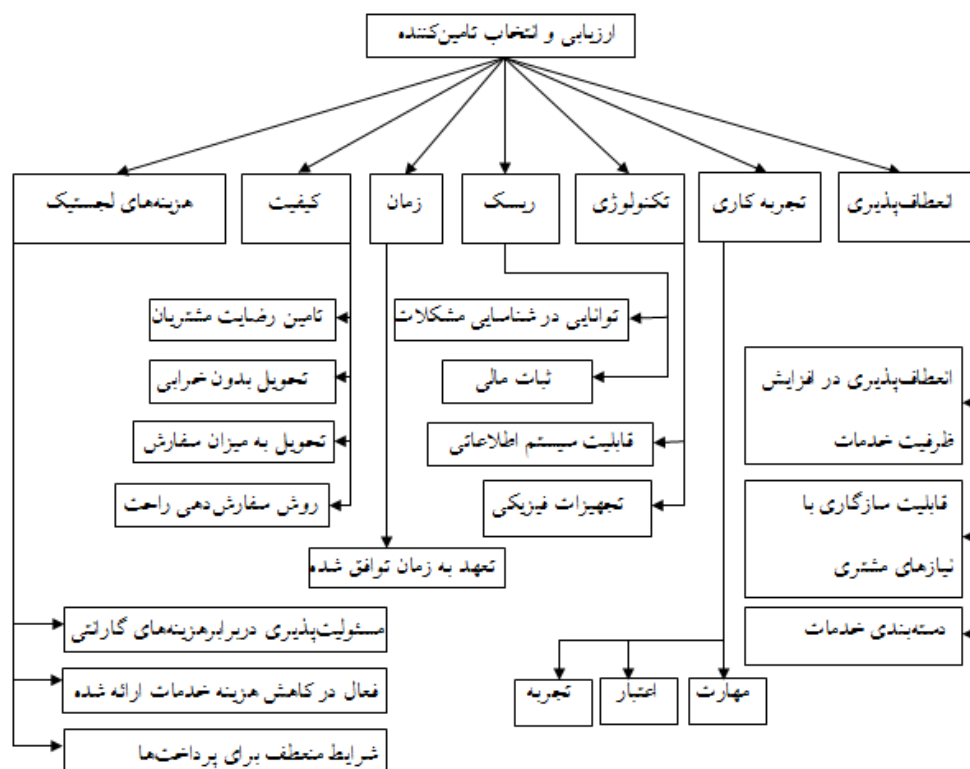 ارزیابی و انتخاب تامین‌کننده
انعطاف‌پذیری
تجربه کاری
تکنولوژی
ریسک
زمان
کیفیت
هزینه‌های لجستیک
انعطاف‌پذیری در افزایش
ظرفیت خدمات
قابلیت سازگاری با
نیازهای مشتری
دسته‌بندی خدمات
مهارت
اعتبار
تجربه
توانایی در شناسایی مشکلات
ثبات مالی
قابلیت سیستم اطلاعاتی
تجهیزات فیزیکی
تعهد به زمان توافق شده
تامین رضایت مشتریان
تحویل بدون خرابی
تحویل به میزان سفارش
روش سفارش‌دهی راحت
مسئولیت‌پذیری دربرابرهزینه‌های گارانتی
فعال در کاهش هزینه خدمات ارائه شده
شرایط منعطف برای پرداخت‌ها